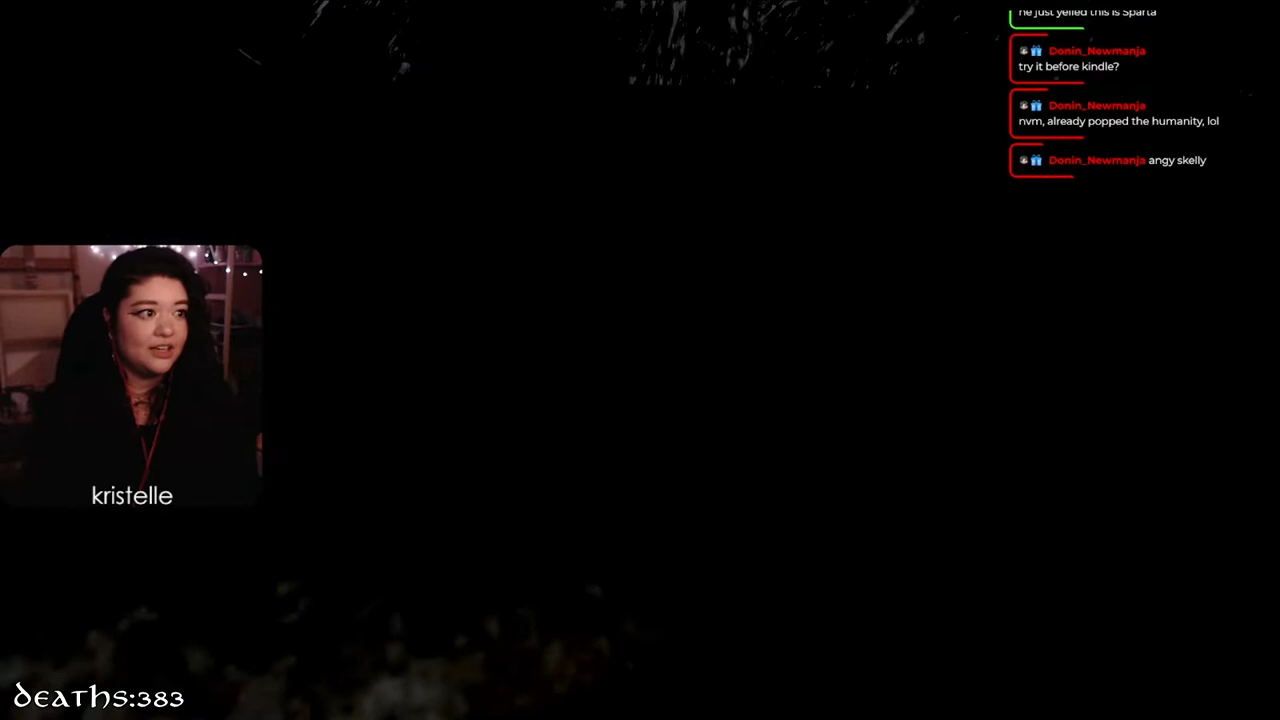 he just yelled this is Sparta
Donin_Newmanja
try it before kindle?
Donin_Newmanja
nvm, already popped the humanity, lol
Donin_Newmanja angy skelly
kristelle
DEATHS:383